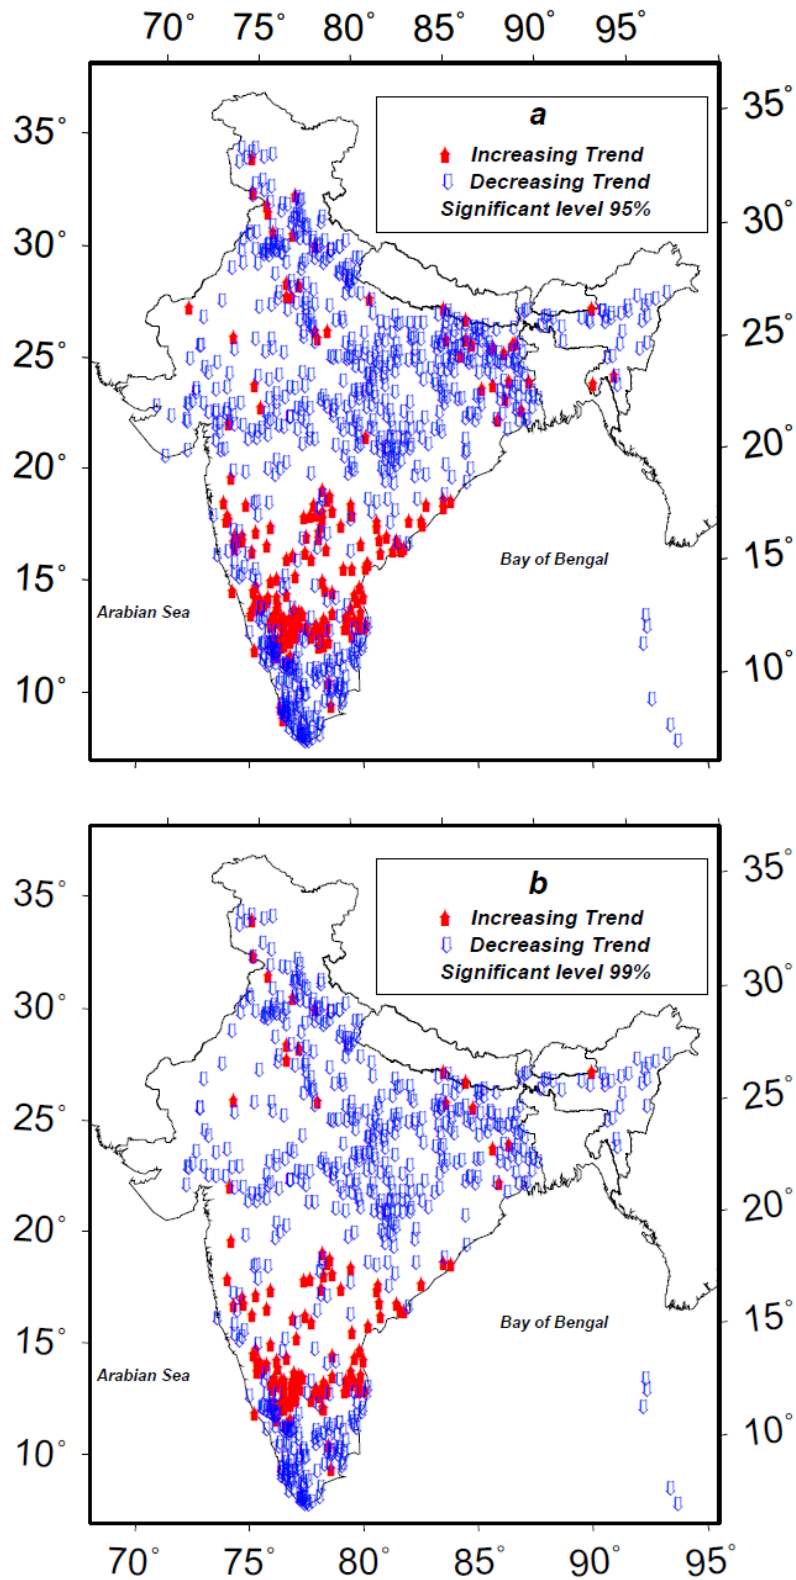 70° 75° 80° 85° 90° 95°
a
Increasing Trend
Decreasing Trend
Significant level 95%
35°
35°
30°
30°
25°
25°
20°
20°
15°
15°
10°
10°
Bay of Bengal
Arabian Sea
b
Increasing Trend
Decreasing Trend
Significant level 99%
35°
35°
30°
30°
25°
25°
20°
20°
15°
15°
10°
10°
Bay of Bengal
Arabian Sea
70° 75° 80° 85° 90° 95°